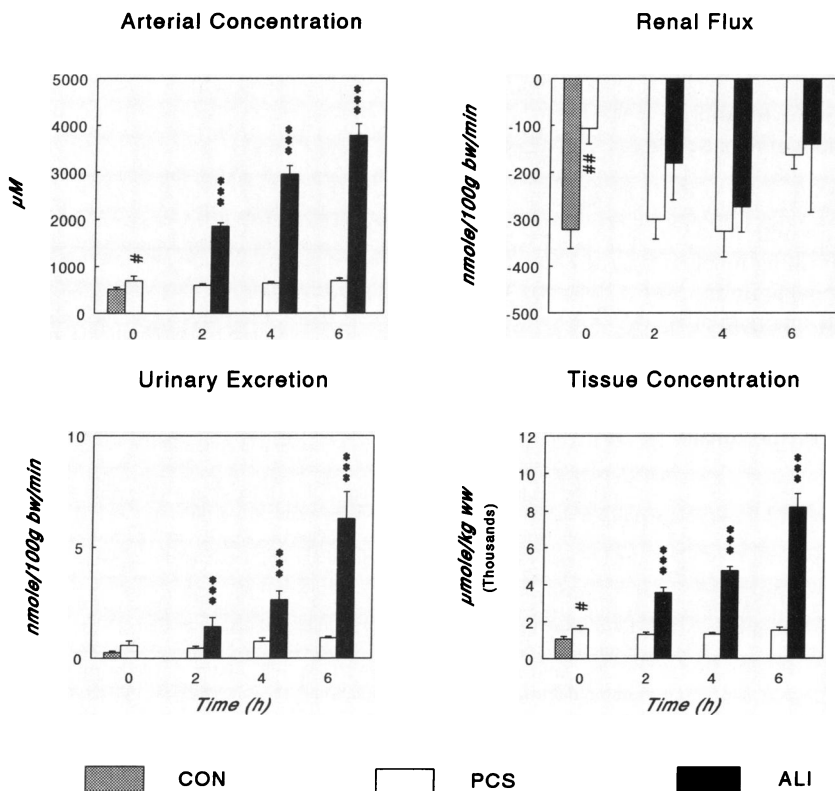 Arterial Concentration
5000
4000
3000
2000
1000
0
μM
#
***
***
***
0 2 4 6
Renal Flux
0
-100
-200
-300
-400
-500
nmole/100g bw/min
##
0 2 4 6
Urinary Excretion
10
5
0
nmole/100g bw/min
***
***
***
0 2 4 6
Time (h)
Tissue Concentration
12
10
8
6
4
2
0
μmole/kg ww
(Thousands)
#
***
***
***
0 2 4 6
Time (h)
CON PCS ALI